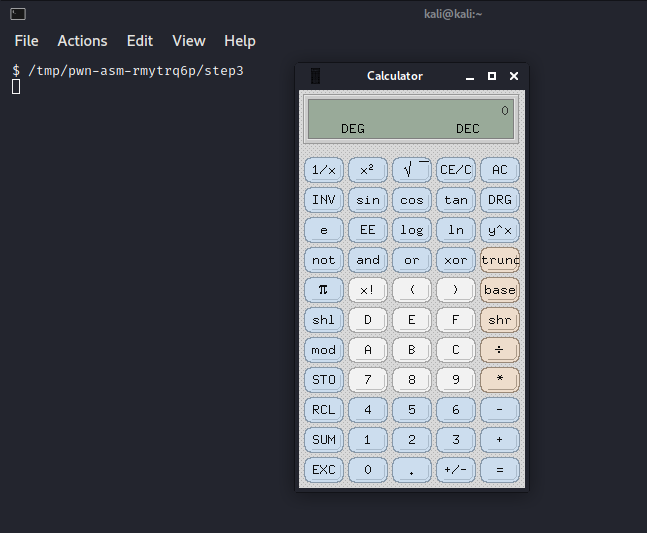 kali@kali:~
File Actions Edit View Help
$ /tmp/pwn-asm-rmytrq6p/step3
Calculator
0
DEG DEC
1/x x² √‾ CE/C AC
INV sin cos tan DRG
e EE log ln y^x
not and or xor trunc
π x! ( ) base
shl D E F shr
mod A B C ÷
STO 7 8 9 *
RCL 4 5 6 -
SUM 1 2 3 +
EXC 0 . +/- =